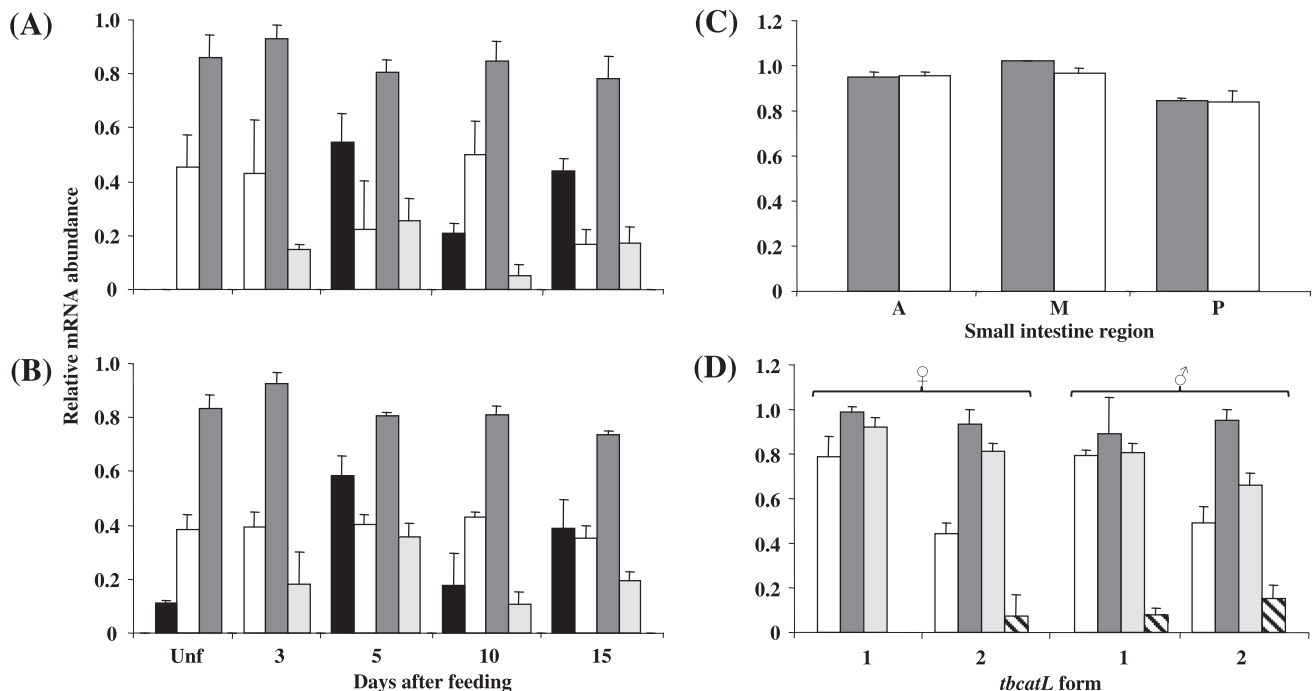 (A)
1.0
0.8
0.6
0.4
0.2
0
(B)
1.0
0.8
0.6
0.4
0.2
0
Relative mRNA abundance
Unf 3 5 10 15
Days after feeding
(C)
1.2
1.0
0.8
0.6
0.4
0.2
0
A M P
Small intestine region
(D)
1.2
1.0
0.8
0.6
0.4
0.2
0
♀ ♂
1 2 1 2
tbcatL form